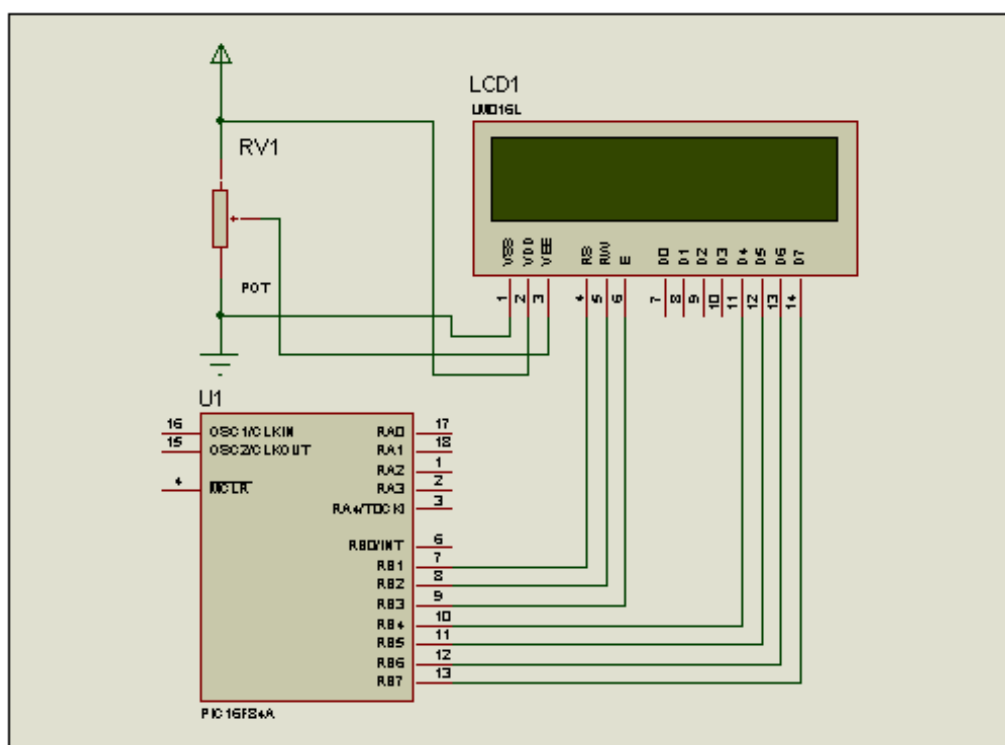 LCD1
LM016L
RV1
POT
VSS
VDD
VEE
RS
RW
E
D0
D1
D2
D3
D4
D5
D6
D7
1
2
3
4
5
6
7
8
9
10
11
12
13
14
U1
16 OSC1/CLKIN RA0 17
15 OSC2/CLKOUT RA1 18
RA2 1
4 MCLR RA3 2
RA4/T0CKI 3
RB0/INT 6
RB1 7
RB2 8
RB3 9
RB4 10
RB5 11
RB6 12
RB7 13
PIC16F84A